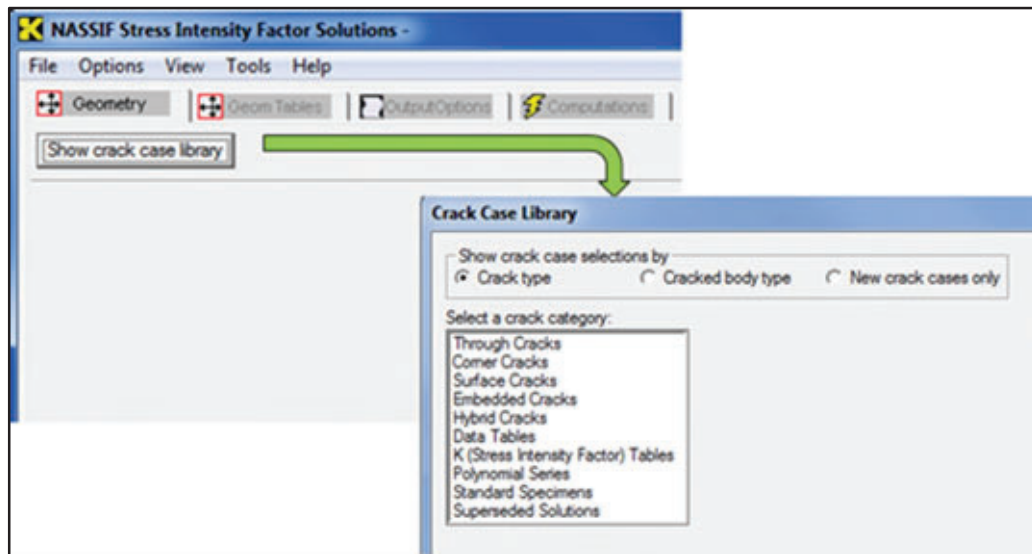 NASSIF Stress Intensity Factor Solutions -
File Options View Tools Help
Geometry Geom Tables OutputOptions Computations
Show crack case library
Crack Case Library
Show crack case selections by
Crack type Cracked body type New crack cases only
Select a crack category:
Through Cracks
Corner Cracks
Surface Cracks
Embedded Cracks
Hybrid Cracks
Data Tables
K (Stress Intensity Factor) Tables
Polynomial Series
Standard Specimens
Superseded Solutions